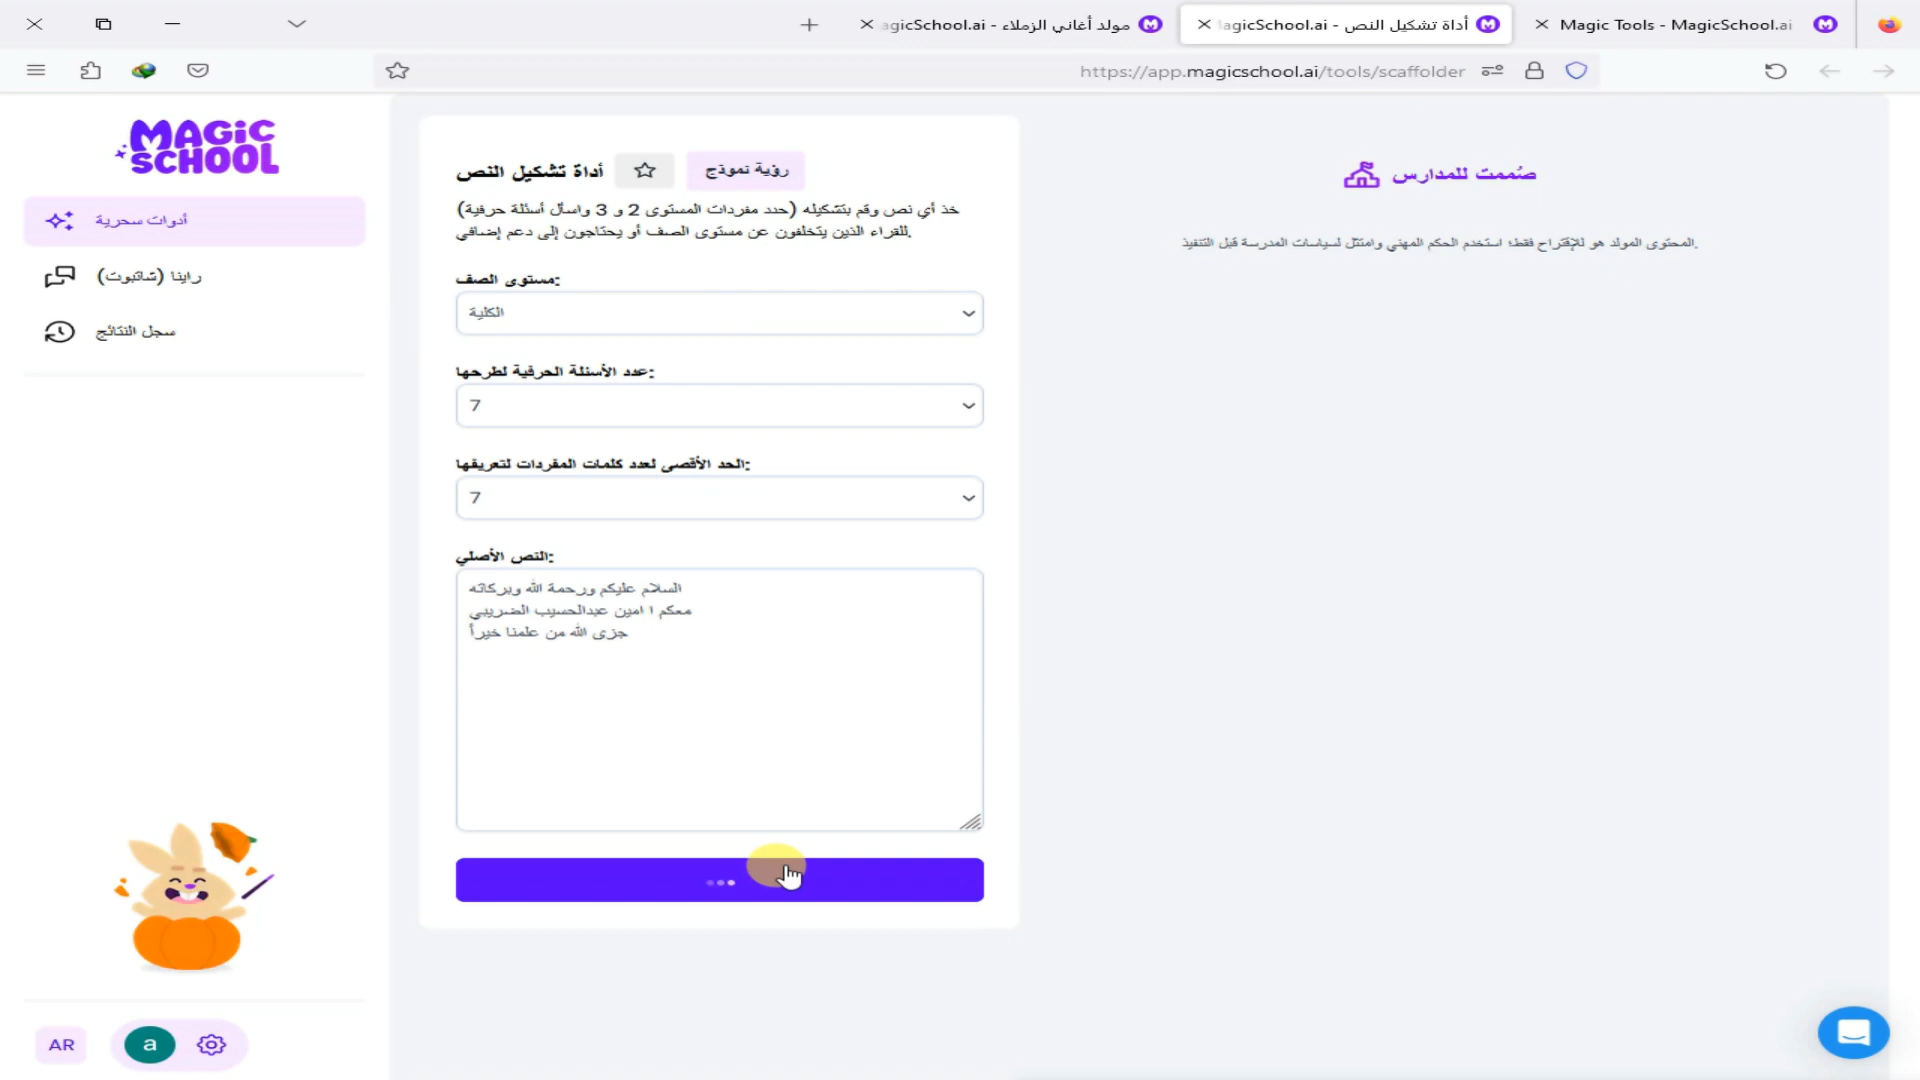 Magic Tools - MagicSchool.ai
أداة تشكيل النص - MagicSchool.ai
مولد أغاني الزملاء - MagicSchool.ai
https://app.magicschool.ai/tools/scaffolder
MAGIC SCHOOL
أدوات سحرية
راينا (شاتبوت)
سجل النتائج
AR
a
أداة تشكيل النص
رؤية نموذج
خذ أي نص وقم بتشكيله (حدد مفردات المستوى 2 و 3 واسأل أسئلة حرفية)
للقراء الذين يتخلفون عن مستوى الصف أو يحتاجون إلى دعم إضافي.
مستوى الصف:
الكلية
عدد الأسئلة الحرفية لطرحها:
7
الحد الأقصى لعدد كلمات المفردات لتعريفها:
7
النص الأصلي:
السلام عليكم ورحمة الله وبركاته
معكم ا امين عبدالحسيب الضريبي
جزى الله من علمنا خيراً
صُممت للمدارس
المحتوى المولد هو للإقتراح فقط؛ استخدم الحكم المهني وامتثل لسياسات المدرسة قبل التنفيذ.